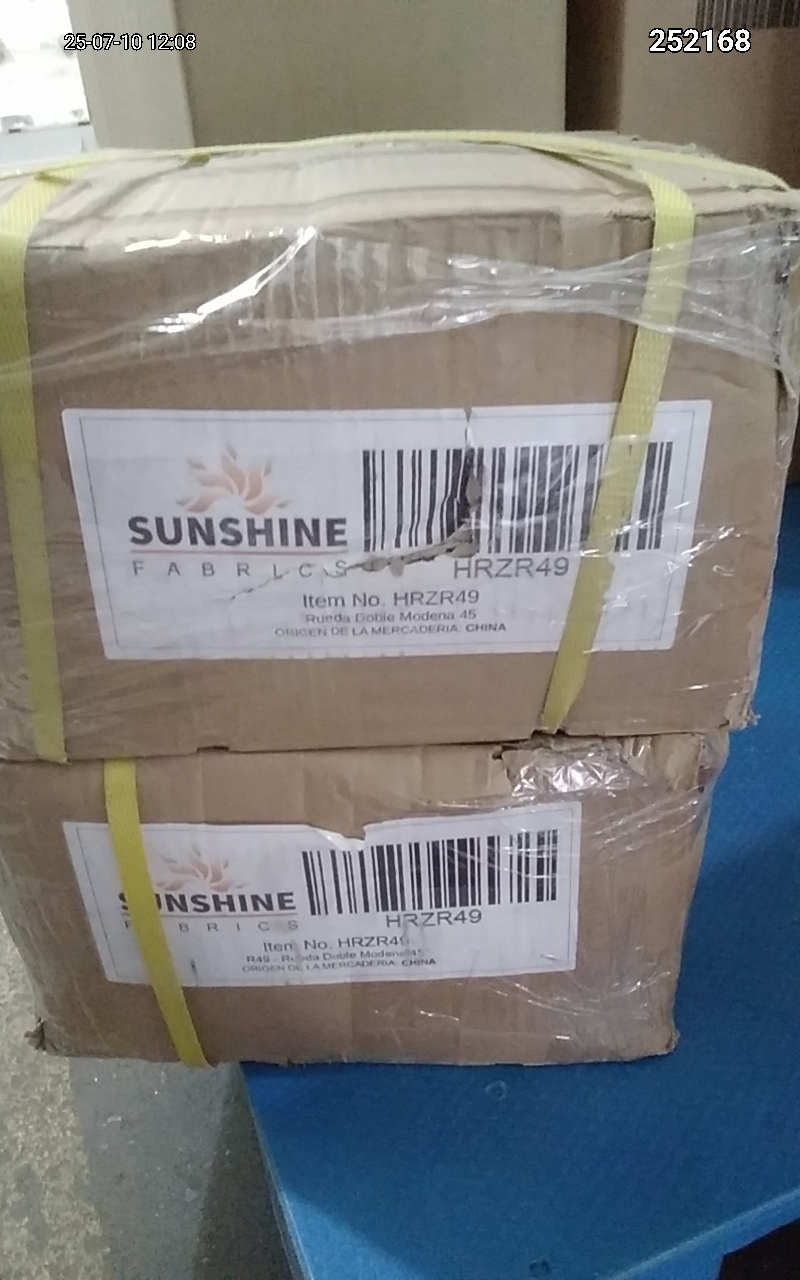 25-07-10 12:08
252168
SUNSHINE
FABRICS
HRZR49
Item No. HRZR49
Rueda Doble Modena 45
ORIGEN DE LA MERCADERIA: CHINA
SUNSHINE
FABRICS
HRZR49
Item No. HRZR49
R49 - Rueda Doble Modena 45"
ORIGEN DE LA MERCADERIA: CHINA